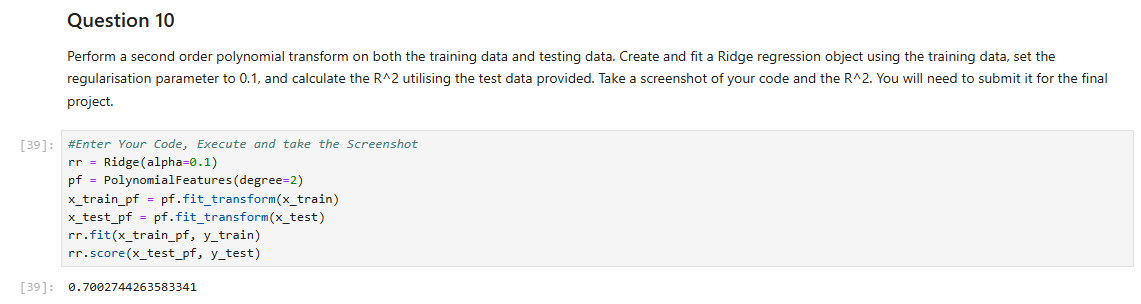 Question 10
Perform a second order polynomial transform on both the training data and testing data. Create and fit a Ridge regression object using the training data, set the
regularisation parameter to 0.1, and calculate the R^2 utilising the test data provided. Take a screenshot of your code and the R^2. You will need to submit it for the final
project.
[39]: #Enter Your Code, Execute and take the Screenshot
rr = Ridge(alpha=0.1)
pf = PolynomialFeatures(degree=2)
x_train_pf = pf.fit_transform(x_train)
x_test_pf = pf.fit_transform(x_test)
rr.fit(x_train_pf, y_train)
rr.score(x_test_pf, y_test)
[39]: 0.7002744263583341